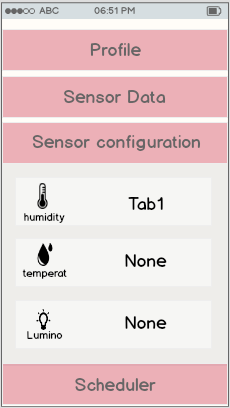 ABC 06:51 PM
Profile
Sensor Data
Sensor configuration
humidity Tab1
temperat None
Lumino None
Scheduler